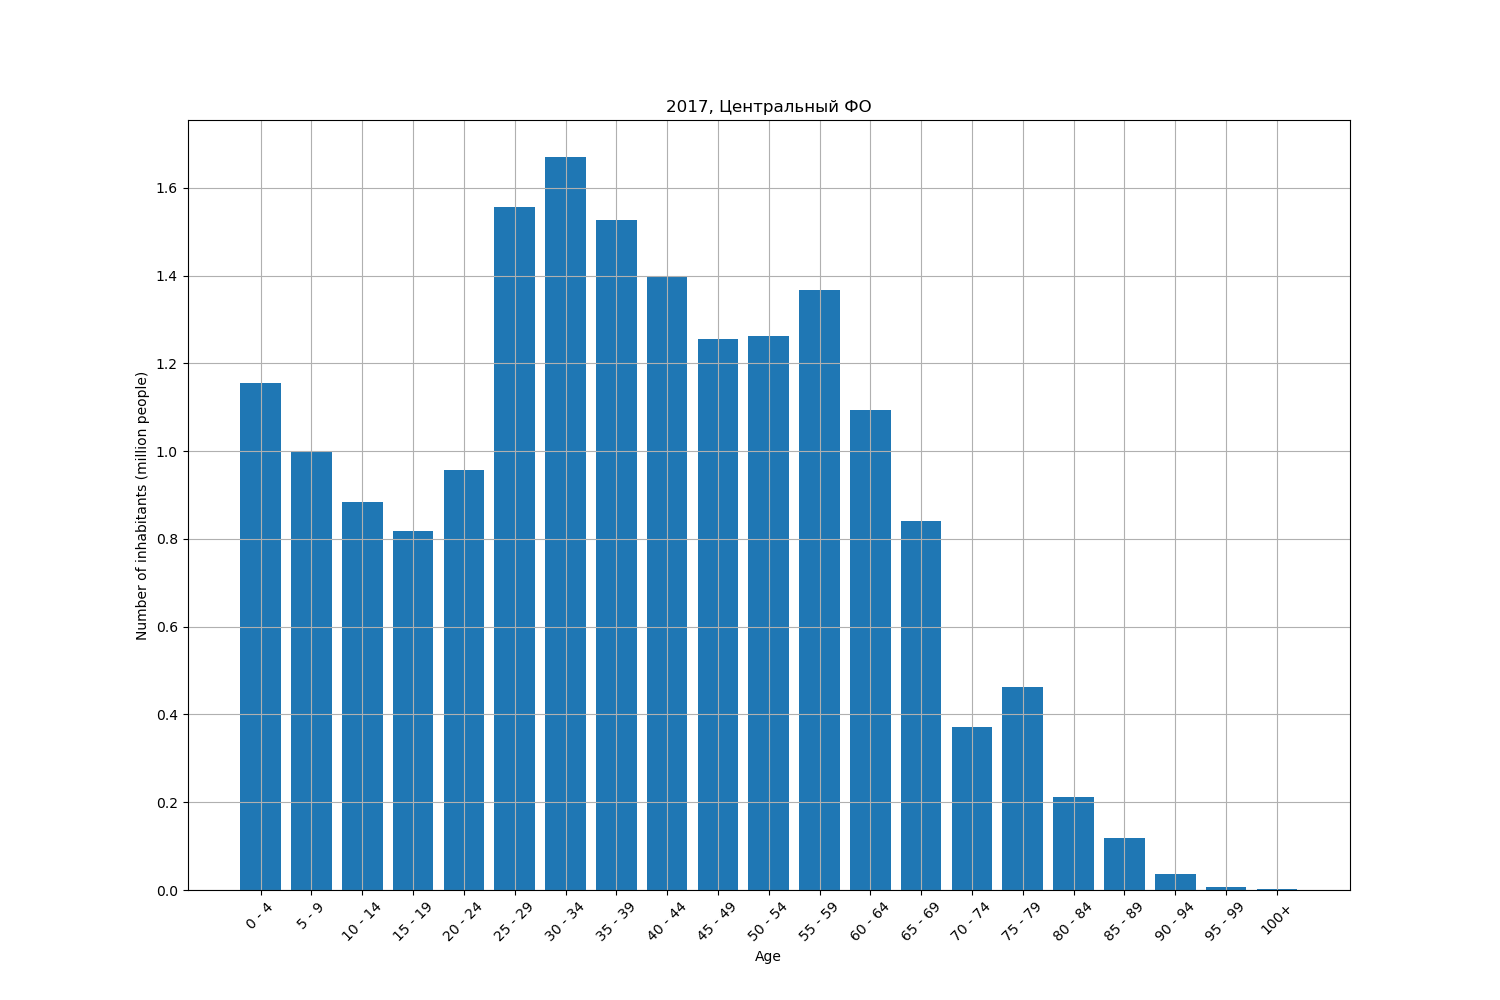 2017, Центральный ФО
Number of inhabitants (million people)
1.6
1.4
1.2
1.0
0.8
0.6
0.4
0.2
0.0
0 - 4
5 - 9
10 - 14
15 - 19
20 - 24
25 - 29
30 - 34
35 - 39
40 - 44
45 - 49
50 - 54
55 - 59
60 - 64
65 - 69
70 - 74
75 - 79
80 - 84
85 - 89
90 - 94
95 - 99
100+
Age